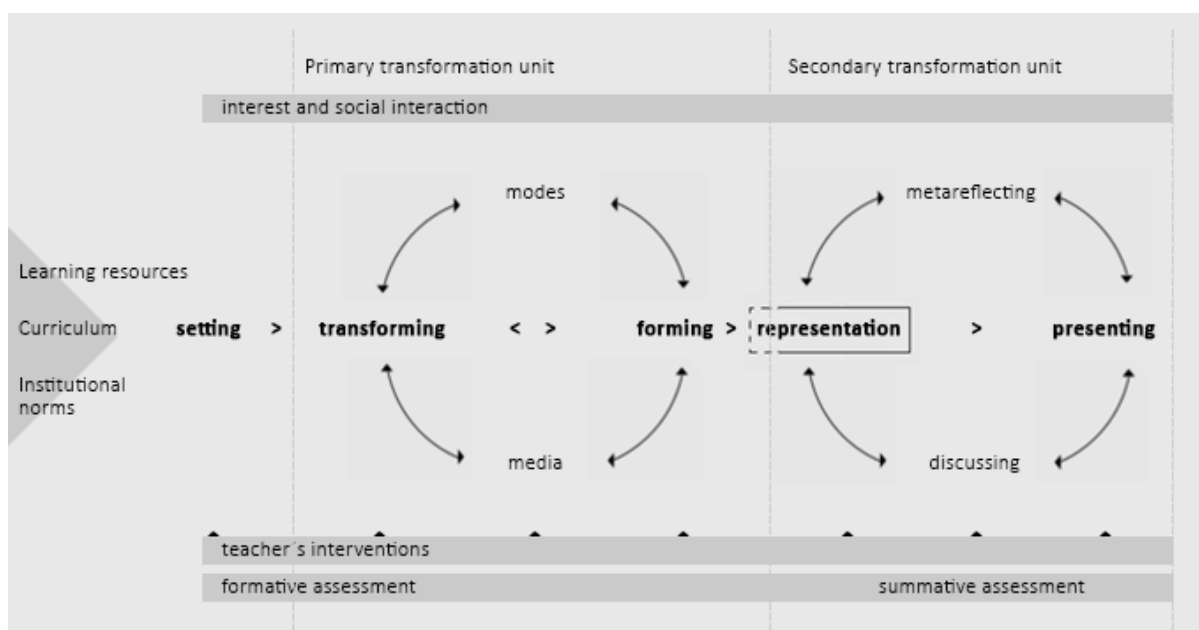 Primary transformation unit
Secondary transformation unit
interest and social interaction
modes
metareflecting
Learning resources
Curriculum
setting > transforming < > forming > representation > presenting
Institutional
norms
media
discussing
teacher´s interventions
formative assessment
summative assessment